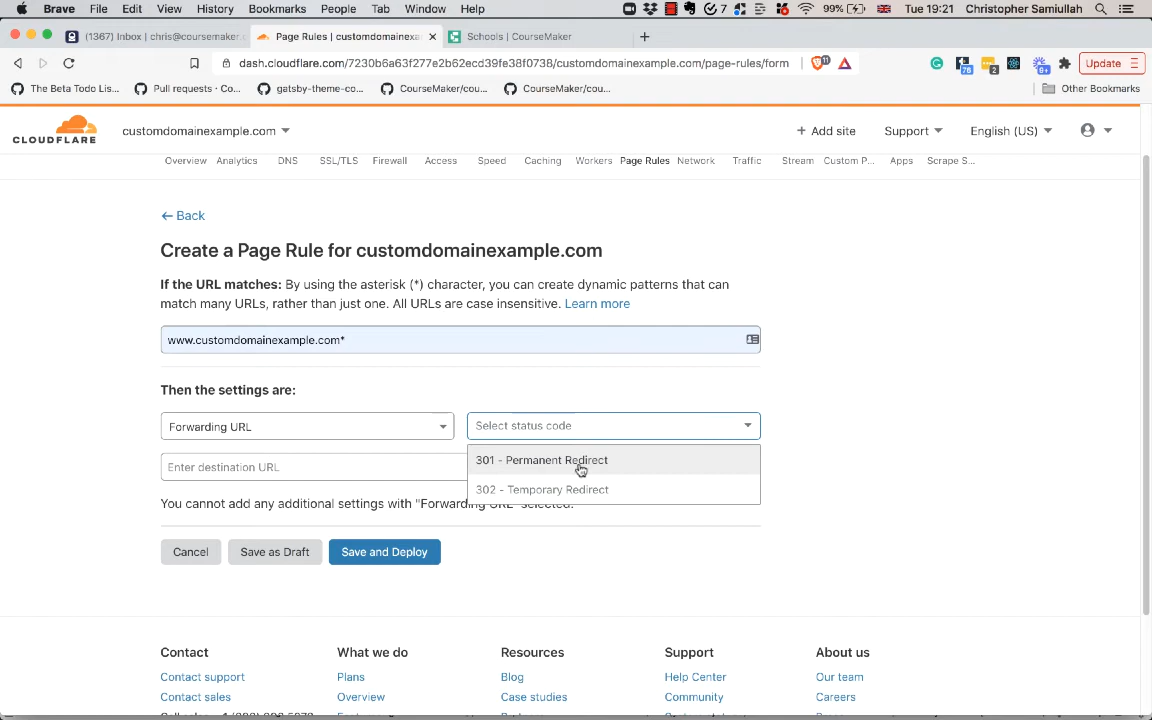 Brave File Edit View History Bookmarks People Tab Window Help 7 99% Tue 19:21 Christopher Samiullah
(1367) Inbox | chris@coursemaker. Page Rules | customdomainexa Schools | CourseMaker
dash.cloudflare.com/7230b6a63f277e2b62ecd39fe38f0738/customdomainexample.com/page-rules/form 11 78 2 9+ Update
The Beta Todo Lis... Pull requests · Co... gatsby-theme-co... CourseMaker/cou... CourseMaker/cou... Other Bookmarks
CLOUDFLARE customdomainexample.com + Add site Support English (US)
Overview Analytics DNS SSL/TLS Firewall Access Speed Caching Workers Page Rules Network Traffic Stream Custom P... Apps Scrape S...
← Back
Create a Page Rule for customdomainexample.com
If the URL matches: By using the asterisk (*) character, you can create dynamic patterns that can
match many URLs, rather than just one. All URLs are case insensitive. Learn more
www.customdomainexample.com*
Then the settings are:
Forwarding URL Select status code
301 - Permanent Redirect
Enter destination URL
302 - Temporary Redirect
You cannot add any additional settings with "Forwarding URL" selected.
Cancel Save as Draft Save and Deploy
Contact What we do Resources Support About us
Contact support Plans Blog Help Center Our team
Contact sales Overview Case studies Community Careers